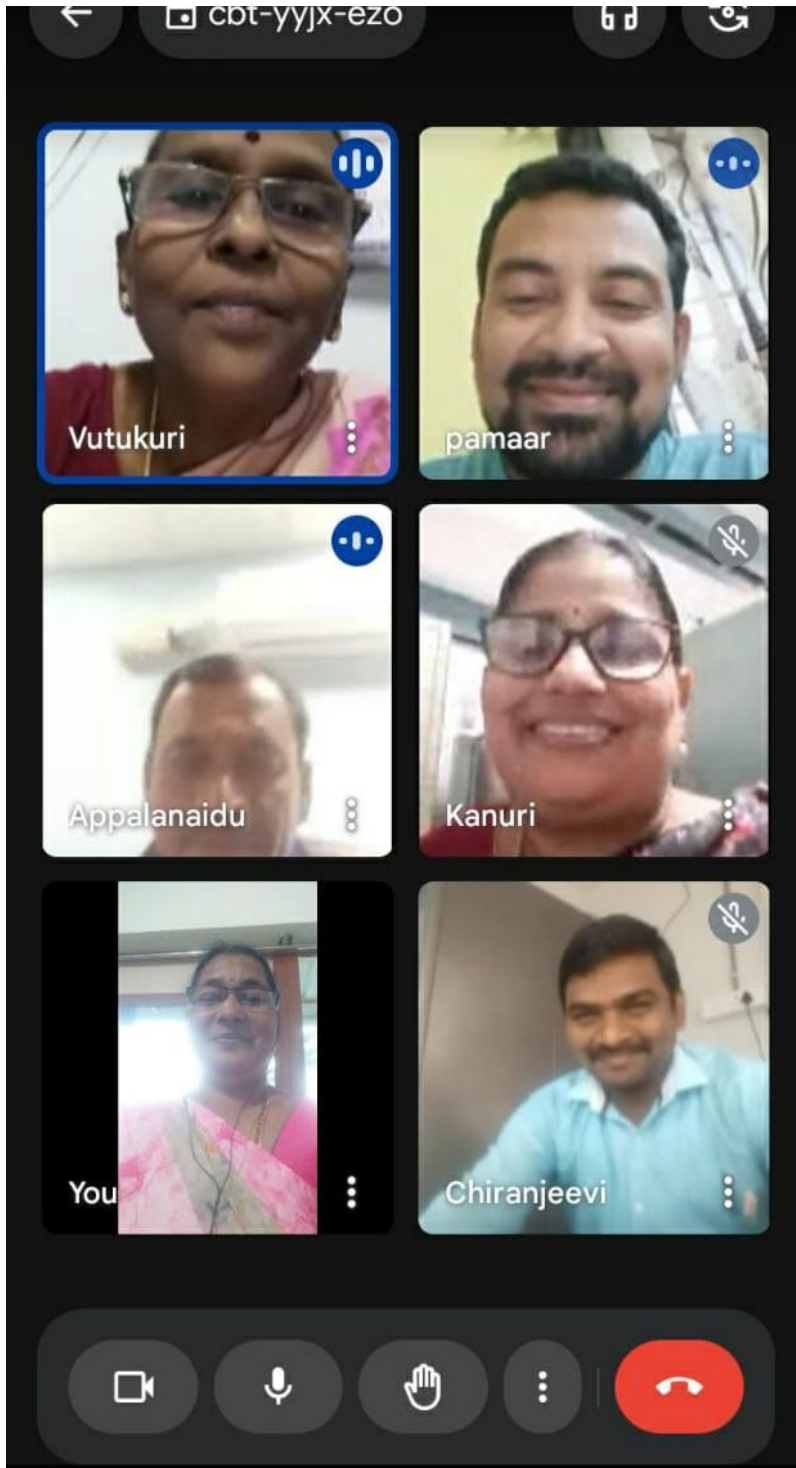 cbt-yyjx-ezo
Vutukuri
pamaar
Appalanaidu
Kanuri
You
Chiranjeevi